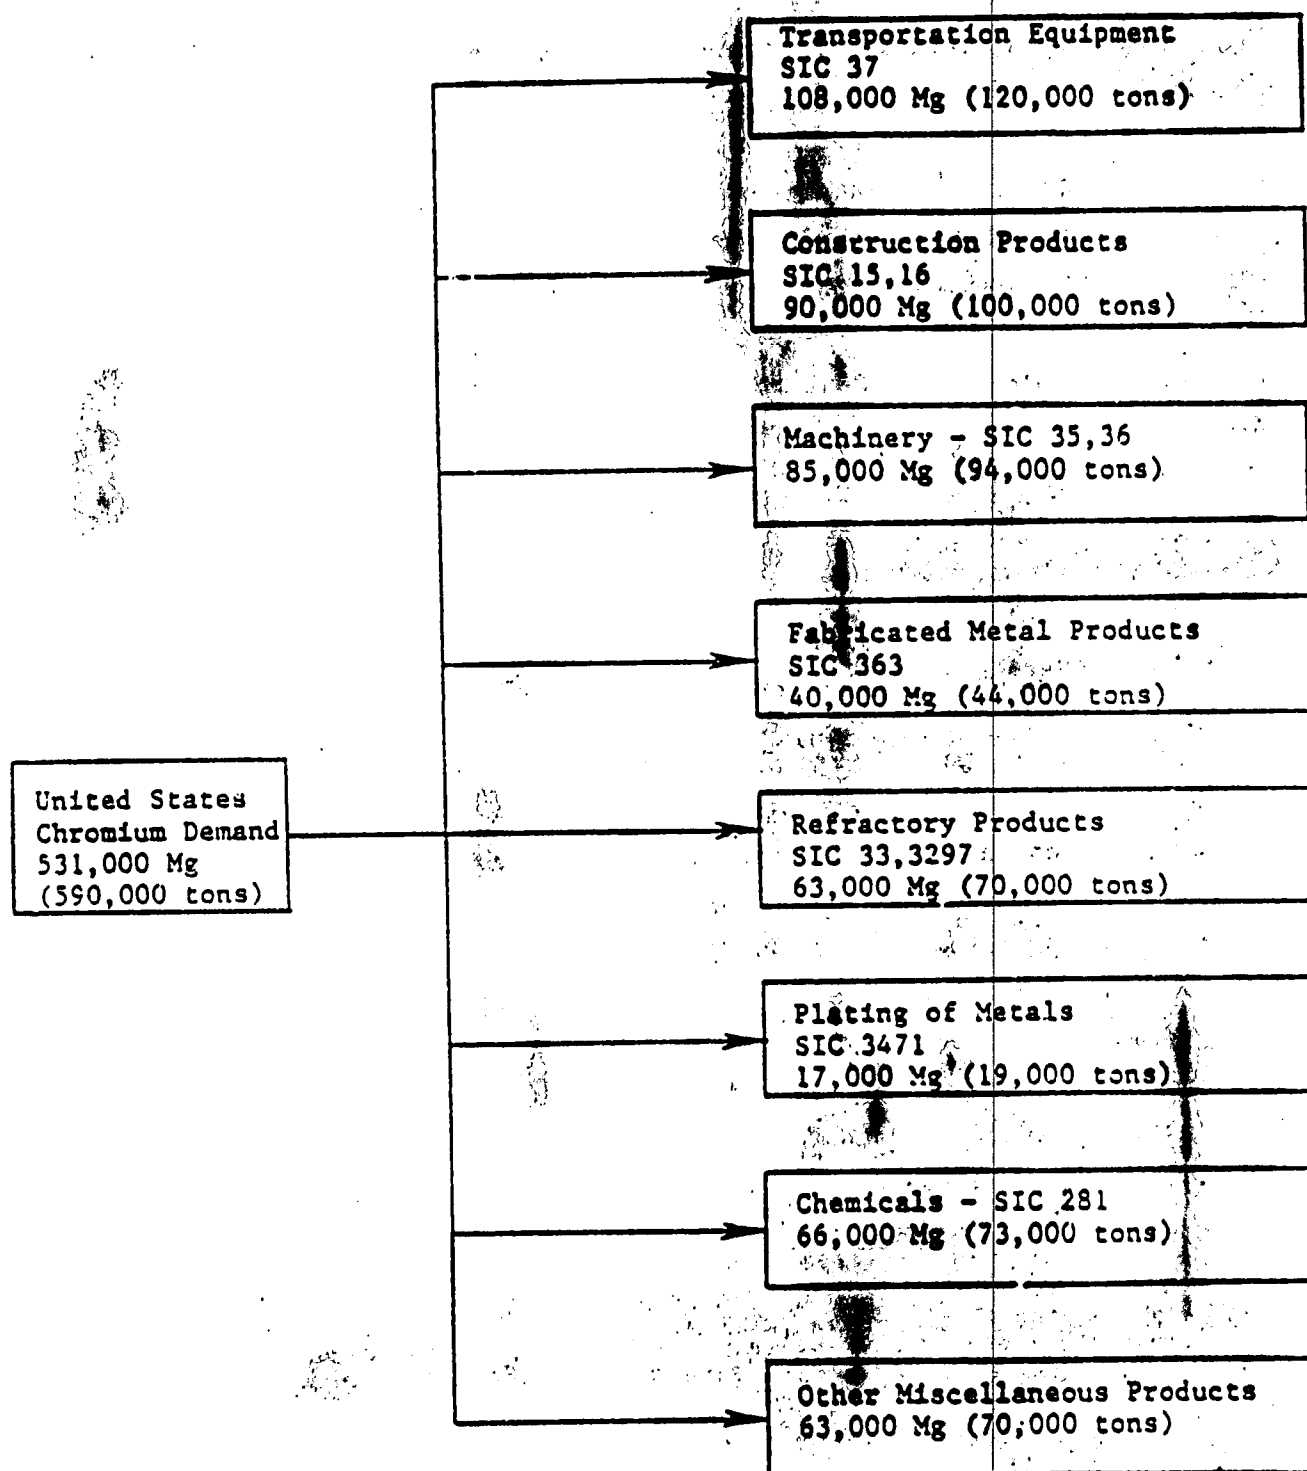 Transportation Equipment
SIC 37
108,000 Mg (120,000 tons)
Construction Products
SIC 15,16
90,000 Mg (100,000 tons)
Machinery - SIC 35,36
85,000 Mg (94,000 tons)
Fabricated Metal Products
SIC 363
40,000 Mg (44,000 tons)
United States
Chromium Demand
531,000 Mg
(590,000 tons)
Refractory Products
SIC 33,3297
63,000 Mg (70,000 tons)
Plating of Metals
SIC 3471
17,000 Mg (19,000 tons)
Chemicals - SIC 281
66,000 Mg (73,000 tons)
Other Miscellaneous Products
63,000 Mg (70,000 tons)